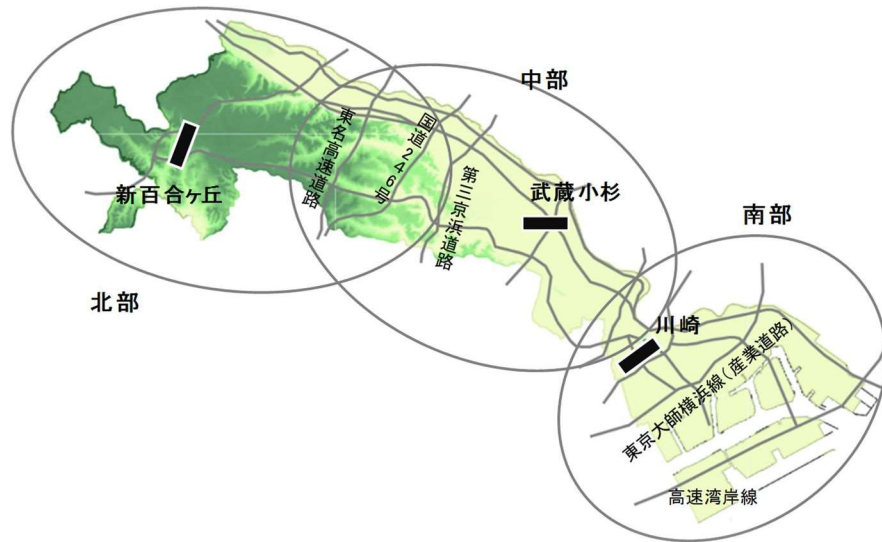 中部
東名高速道路
国道246号
第三京浜道路
新百合ヶ丘
武蔵小杉
南部
北部
川崎
東京大師横浜線(産業道路)
高速湾岸線